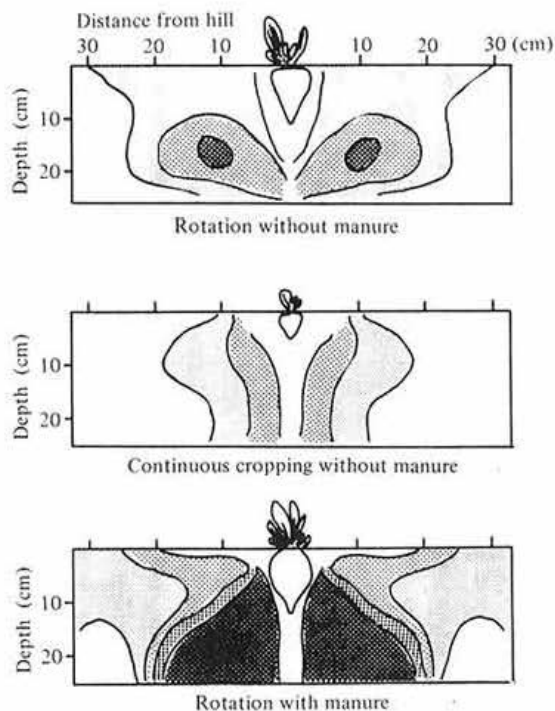 Distance from hill
30 20 10 10 20 30 (cm)
Depth (cm)
10
20
Rotation without manure
Depth (cm)
10
20
Continuous cropping without manure
Depth (cm)
10
20
Rotation with manure